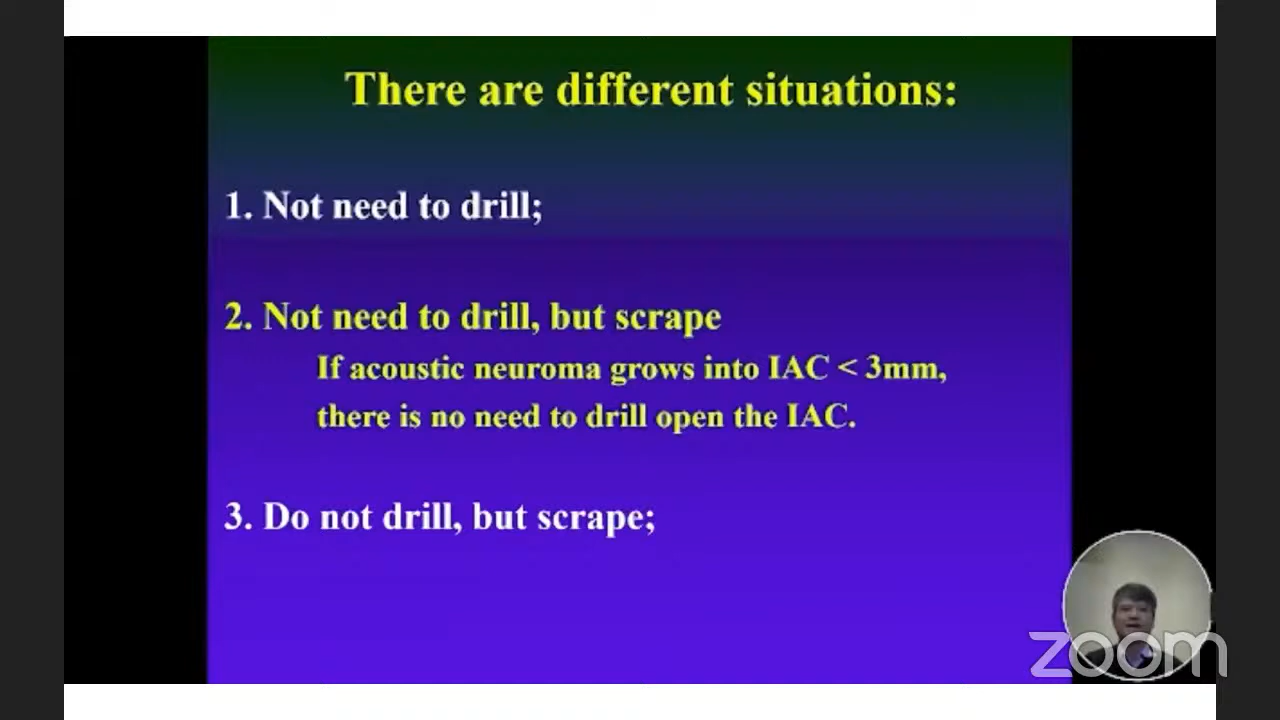 There are different situations:
1. Not need to drill;
2. Not need to drill, but scrape
If acoustic neuroma grows into IAC < 3mm,
there is no need to drill open the IAC.
3. Do not drill, but scrape;
zoom